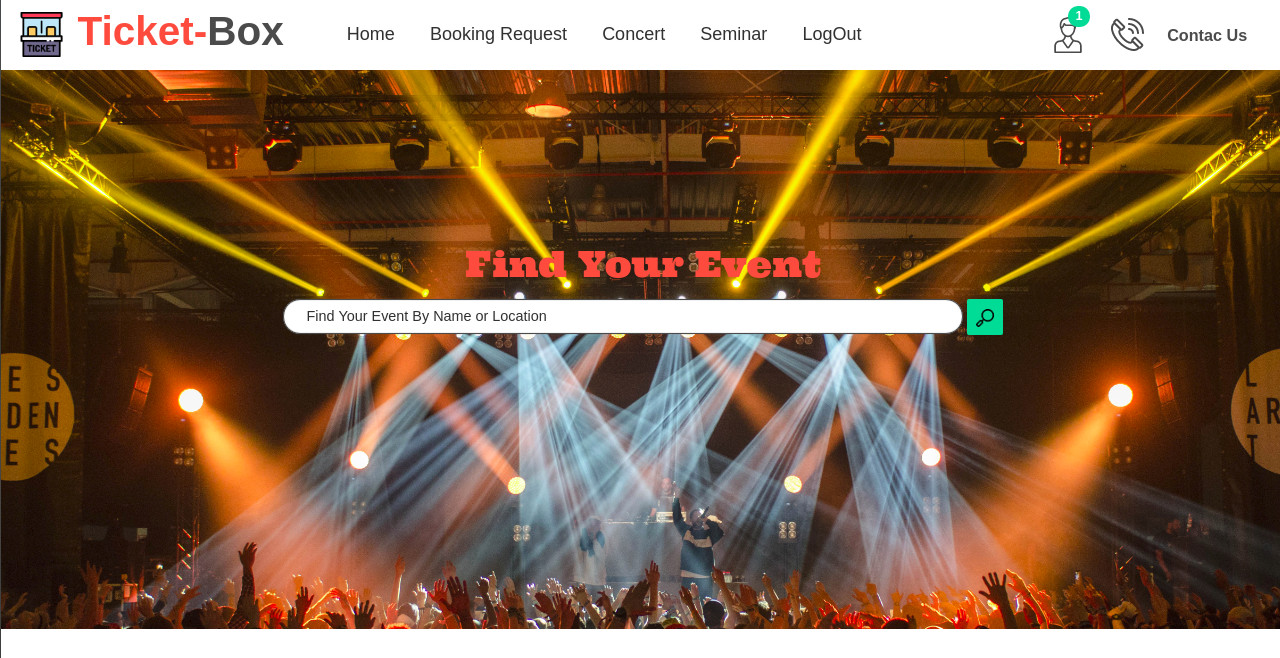 TICKET
Ticket-Box
Home
Booking Request
Concert
Seminar
LogOut
1
Contac Us
Find Your Event
Find Your Event By Name or Location
E S
DEN
E S
L
AR
T